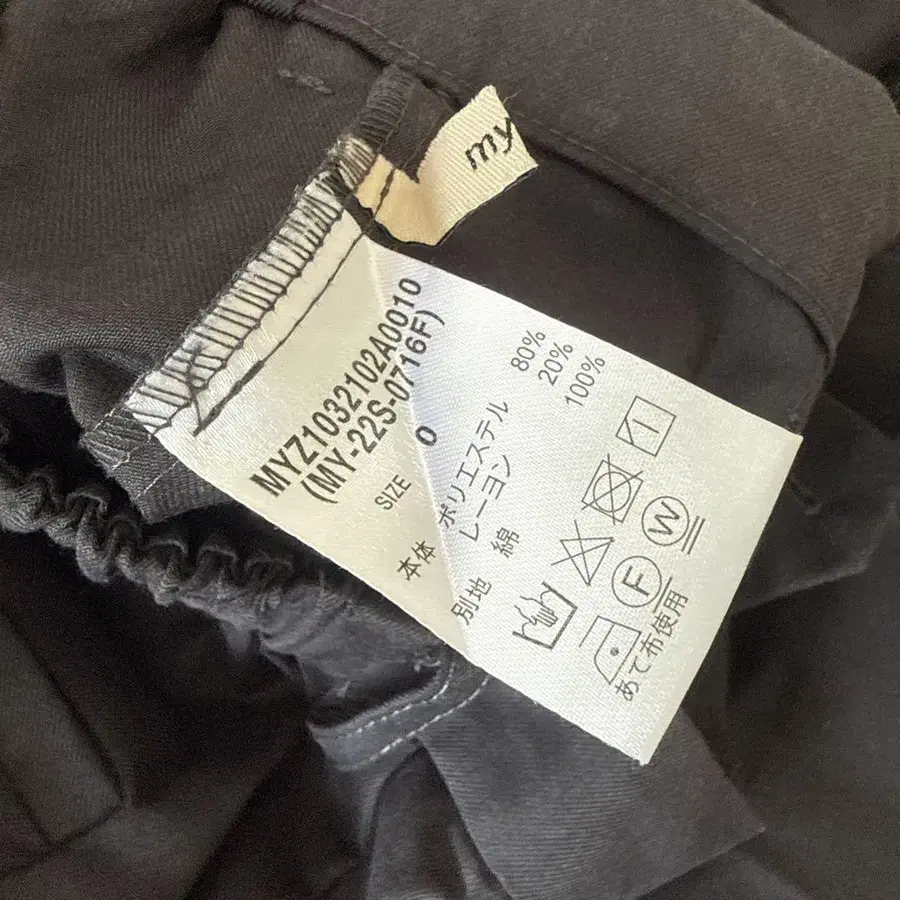 my
MYZ1032102A0010
(MY-22S-0716F)
SIZE 0
本体 ポリエステル 80%
レーヨン 20%
別地 綿 100%
F W
あて布使用